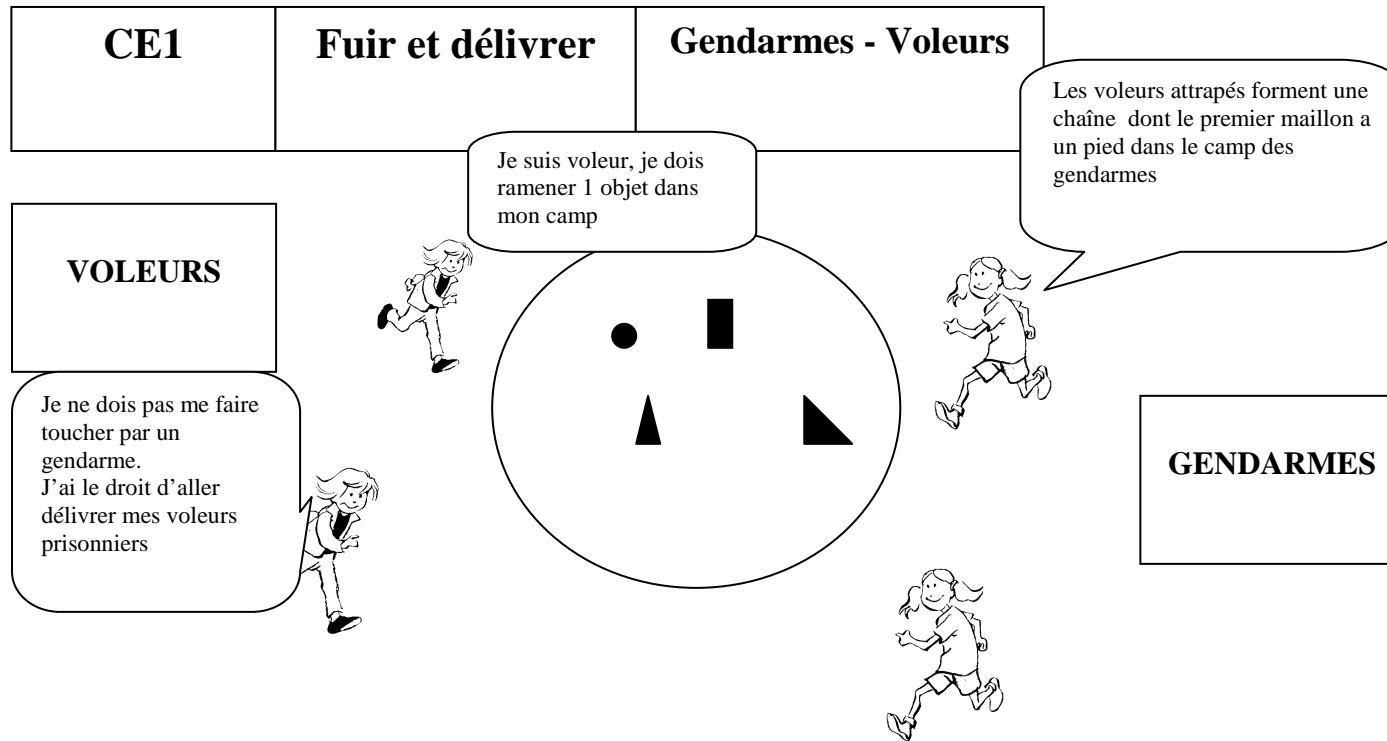 CE1
Fuir et délivrer
Gendarmes - Voleurs
Les voleurs attrapés forment une
chaîne dont le premier maillon a
un pied dans le camp des
gendarmes
Je suis voleur, je dois
ramener 1 objet dans
mon camp
VOLEURS
Je ne dois pas me faire
toucher par un
gendarme.
J’ai le droit d’aller
délivrer mes voleurs
prisonniers
GENDARMES